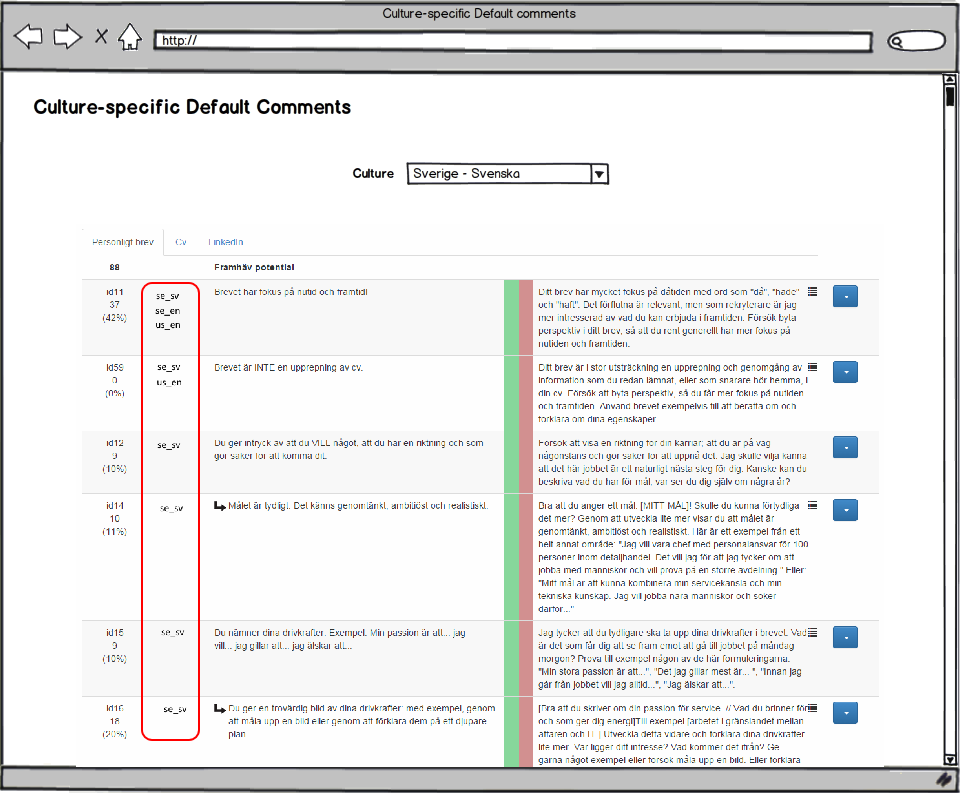 Culture-specific Default comments
http://
Culture-specific Default Comments
Culture Sverige - Svenska
Personligt brev Cv LinkedIn
88 Framhäv potential
id11
37
(42%)
se_sv
se_en
us_en
Brevet har fokus på nutid och framtid!
Ditt brev har mycket fokus på dåtiden med ord som "då", "hade"
och "haft". Det förflutna är relevant, men som rekryterare är jag
mer intresserad av vad du kan erbjuda i framtiden. Försök byta
perspektiv i ditt brev, så att du rent generellt har mer fokus på
nutiden och framtiden.
id59
0
(0%)
se_sv
us_en
Brevet är INTE en upprepning av cv.
Ditt brev är i stor utsträckning en upprepning och genomgång av
information som du redan lämnat, eller som snarare hör hemma, i
din cv. Försök att byta perspektiv, så du får mer fokus på nutiden
och framtiden. Använd brevet exempelvis till att berätta om och
förklara om dina egenskaper.
id12
9
(10%)
se_sv
Du ger intryck av att du VILL något, att du har en riktning och som
gör saker för att komma dit.
Försök att visa en riktning för din karriär; att du är på väg
någonstans och gör saker för att uppnå det. Jag skulle vilja känna
att det här jobbet är ett naturligt nästa steg för dig. Kanske kan du
beskriva vad du har för mål, var ser du dig själv om några år?
id14
10
(11%)
se_sv
Målet är tydligt. Det känns genomtänkt, ambitiöst och realistiskt.
Bra att du anger ett mål. [MITT MÅL]! Skulle du kunna förtydliga
det mer? Genom att utveckla lite mer visar du att målet är
genomtänkt, ambitiöst och realistiskt. Här är ett exempel från ett
helt annat område: "Jag vill vara chef med personalansvar för 100
personer inom detaljhandel. Det vill jag för att jag tycker om att
jobba med människor och vill prova på en större avdelning." Eller:
"Mitt mål är att kunna kombinera min servicekänsla och min
tekniska kunskap. Jag vill jobba nära människor och söker
därför..."
id15
9
(10%)
se_sv
Du nämner dina drivkrafter. Exempel: Min passion är att... jag
vill... jag gillar att... jag älskar att...
Jag tycker att du tydligare ska ta upp dina drivkrafter i brevet. Vad
är det som får dig att se fram emot att gå till jobbet på måndag
morgon? Prova till exempel någon av de här formuleringarna:
"Min stora passion är att...", "Det jag gillar mest är... ", "Innan jag
går från jobbet vill jag alltid...", "Jag älskar att...".
id16
18
(20%)
se_sv
Du ger en trovärdig bild av dina drivkrafter: med exempel, genom
att måla upp en bild eller genom att förklara dem på ett djupare
plan.
[Bra att du skriver om din passion för service. // Vad du brinner för
och som ger dig energi]Till exempel [arbetet i gränslandet mellan
affären och IT.] Utveckla detta vidare och förklara dina drivkrafter
lite mer. Var ligger ditt intresse? Vad kommer det ifrån? Ge
gärna något exempel eller försök måla upp en bild. Eller förklara